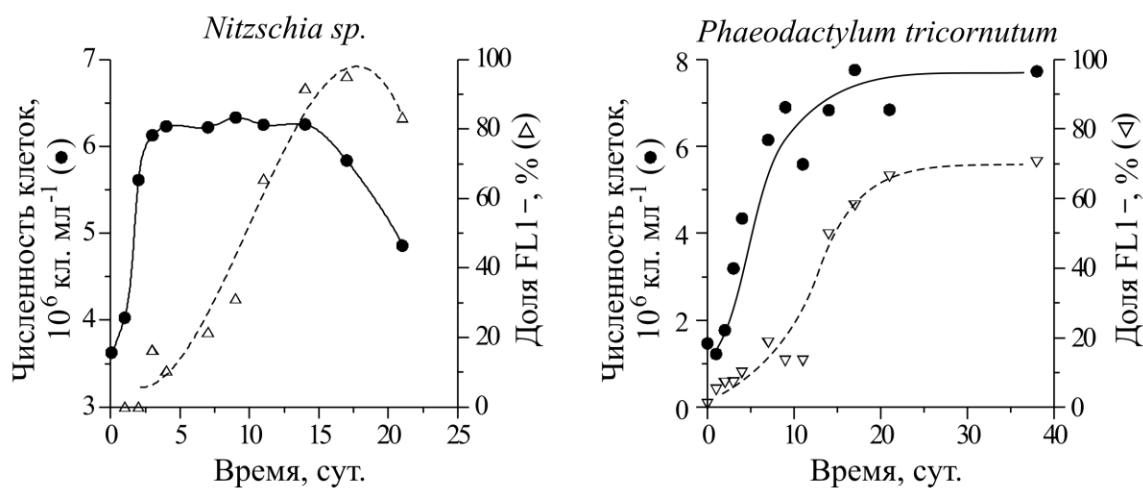 Nitzschia sp.
Численность клеток,
10⁶ кл. мл⁻¹ (●)
7
6
5
4
3
100
80
60
40
20
0
Доля FL1−, % (△)
0 5 10 15 20 25
Время, сут.
Phaeodactylum tricornutum
Численность клеток,
10⁶ кл. мл⁻¹ (●)
8
6
4
2
0
100
80
60
40
20
0
Доля FL1−, % (▽)
0 10 20 30 40
Время, сут.